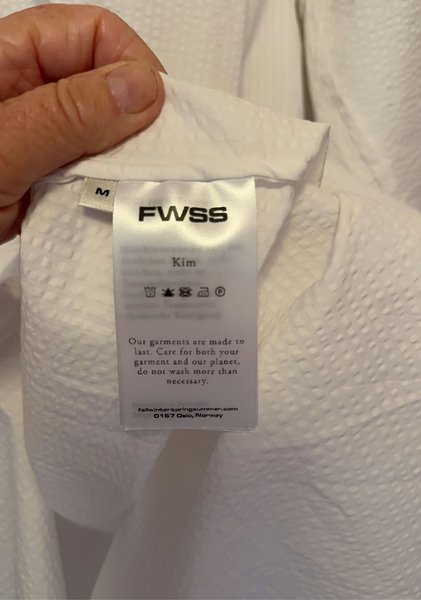 M
FWSS
Kim
Our garments are made to
last. Care for both your
garment and our planet,
do not wash more than
necessary.
fallwinterspringsummer.com
0167 Oslo, Norway